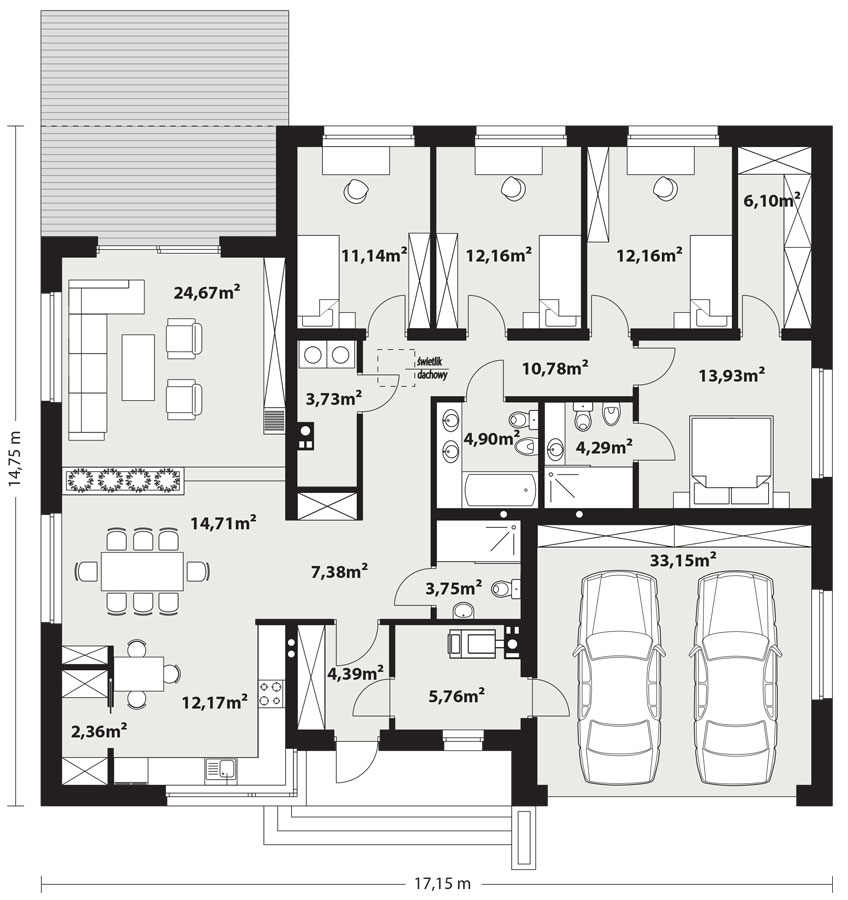 6,10m²
11,14m²
12,16m²
12,16m²
24,67m²
świetlik
dachowy
10,78m²
13,93m²
3,73m²
4,90m²
4,29m²
14,75 m
14,71m²
7,38m²
33,15m²
3,75m²
4,39m²
5,76m²
12,17m²
2,36m²
17,15 m